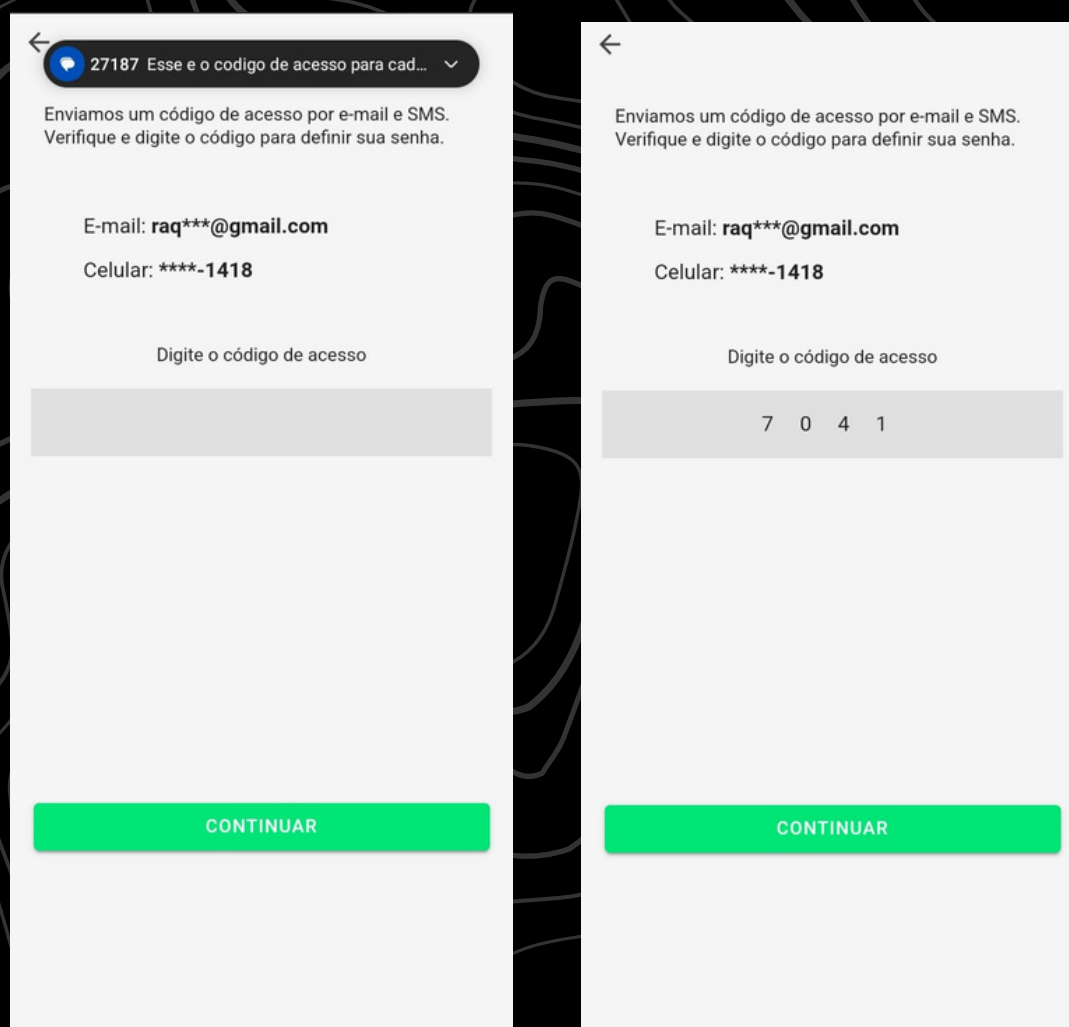 27187 Esse e o codigo de acesso para cad...
Enviamos um código de acesso por e-mail e SMS.
Verifique e digite o código para definir sua senha.
E-mail: raq***@gmail.com
Celular: ****-1418
Digite o código de acesso
CONTINUAR
Enviamos um código de acesso por e-mail e SMS.
Verifique e digite o código para definir sua senha.
E-mail: raq***@gmail.com
Celular: ****-1418
Digite o código de acesso
7 0 4 1
CONTINUAR